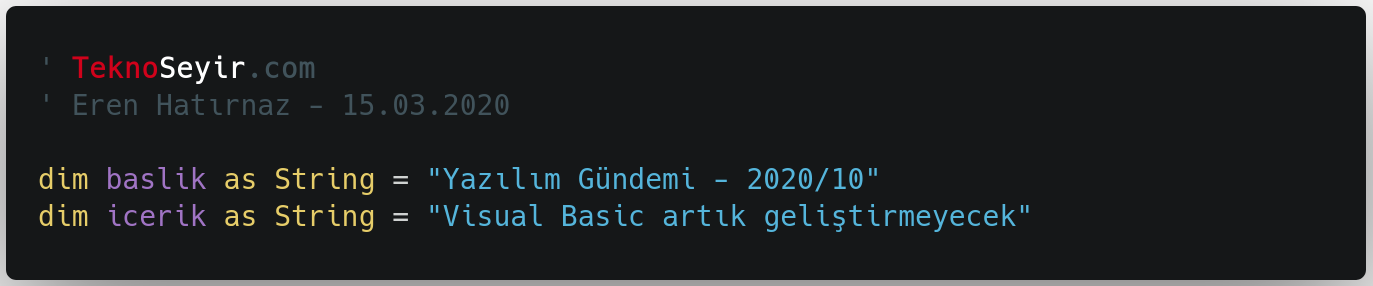 ' TeknoSeyir.com
' Eren Hatırnaz - 15.03.2020
dim baslik as String = "Yazılım Gündemi - 2020/10"
dim icerik as String = "Visual Basic artık geliştirmeyecek"